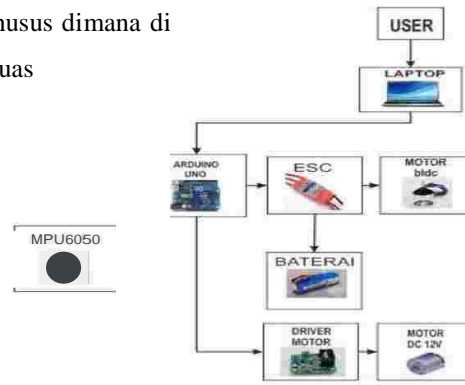 husus dimana di
uas
USER
LAPTOP
ARDUINO
UNO
ESC
MOTOR
bldc
MPU6050
BATERAI
DRIVER
MOTOR
MOTOR
DC 12V